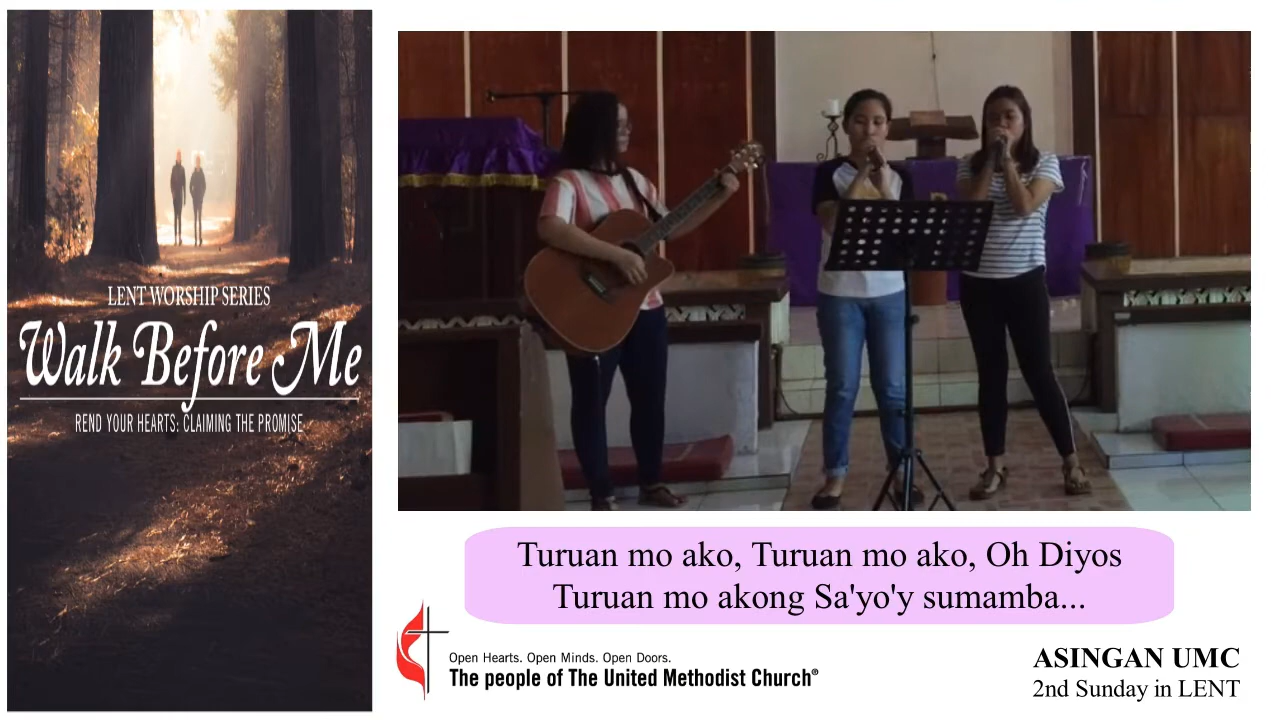 LENT WORSHIP SERIES
Walk Before Me
REND YOUR HEARTS: CLAIMING THE PROMISE
Turuan mo ako, Turuan mo ako, Oh Diyos
Turuan mo akong Sa'yo'y sumamba...
Open Hearts. Open Minds. Open Doors.
The people of The United Methodist Church®
ASINGAN UMC
2nd Sunday in LENT